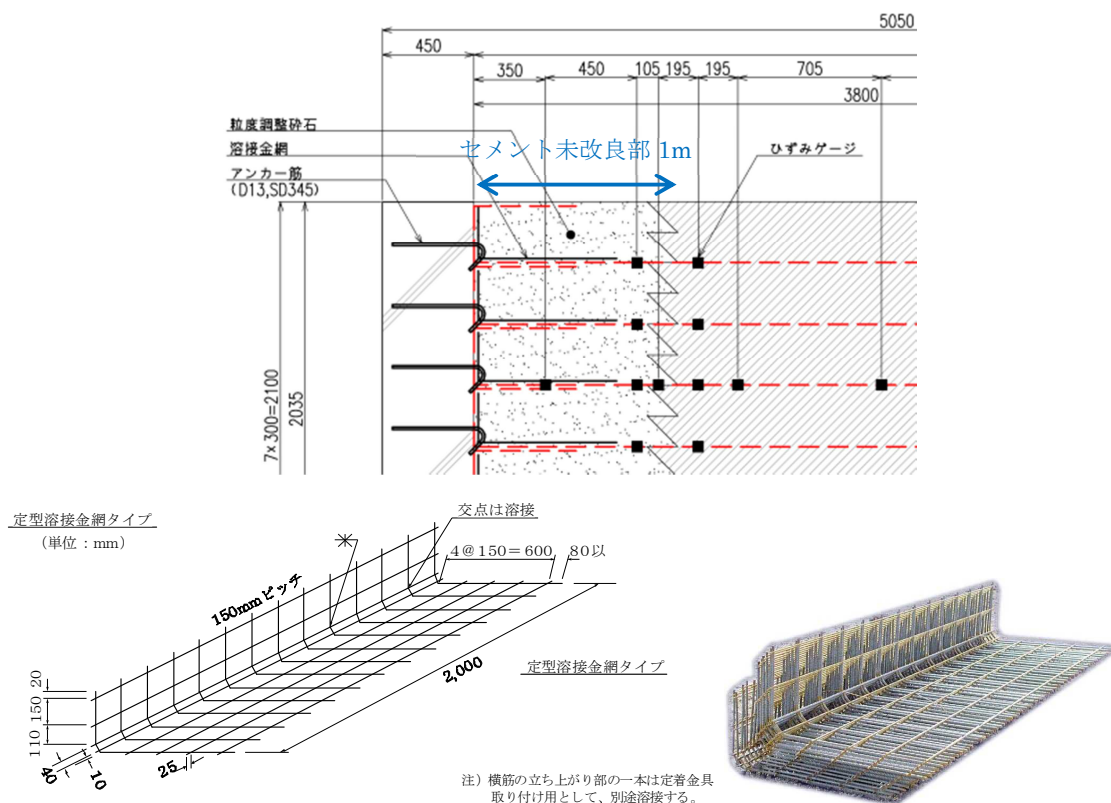 5050
450
350
450
105
195
195
705
3800
粒度調整砕石
溶接金網
アンカー筋
(D13,SD345)
セメント未改良部 1m
ひずみゲージ
7x300=2100
2035
定型溶接金網タイプ
(単位：mm)
交点は溶接
4@150=600
80以
150mmピッチ
2,000
定型溶接金網タイプ
20
150
110
40
10
25
注）横筋の立ち上がり部の一本は定着金具
取り付け用として、別途溶接する。